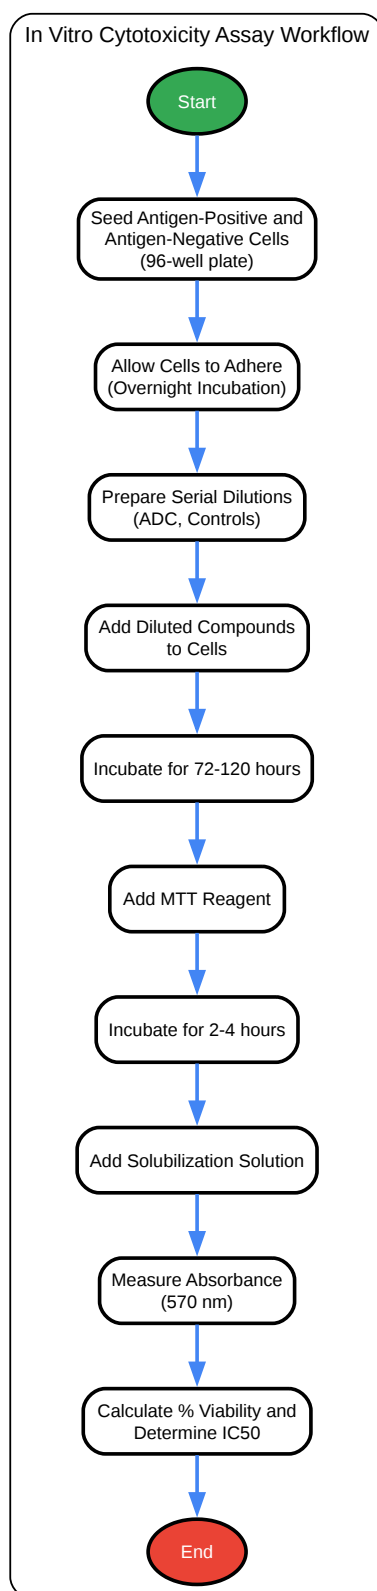 In Vitro Cytotoxicity Assay Workflow
Start
Seed Antigen-Positive and
Antigen-Negative Cells
(96-well plate)
Allow Cells to Adhere
(Overnight Incubation)
Prepare Serial Dilutions
(ADC, Controls)
Add Diluted Compounds
to Cells
Incubate for 72-120 hours
Add MTT Reagent
Incubate for 2-4 hours
Add Solubilization Solution
Measure Absorbance
(570 nm)
Calculate % Viability and
Determine IC50
End